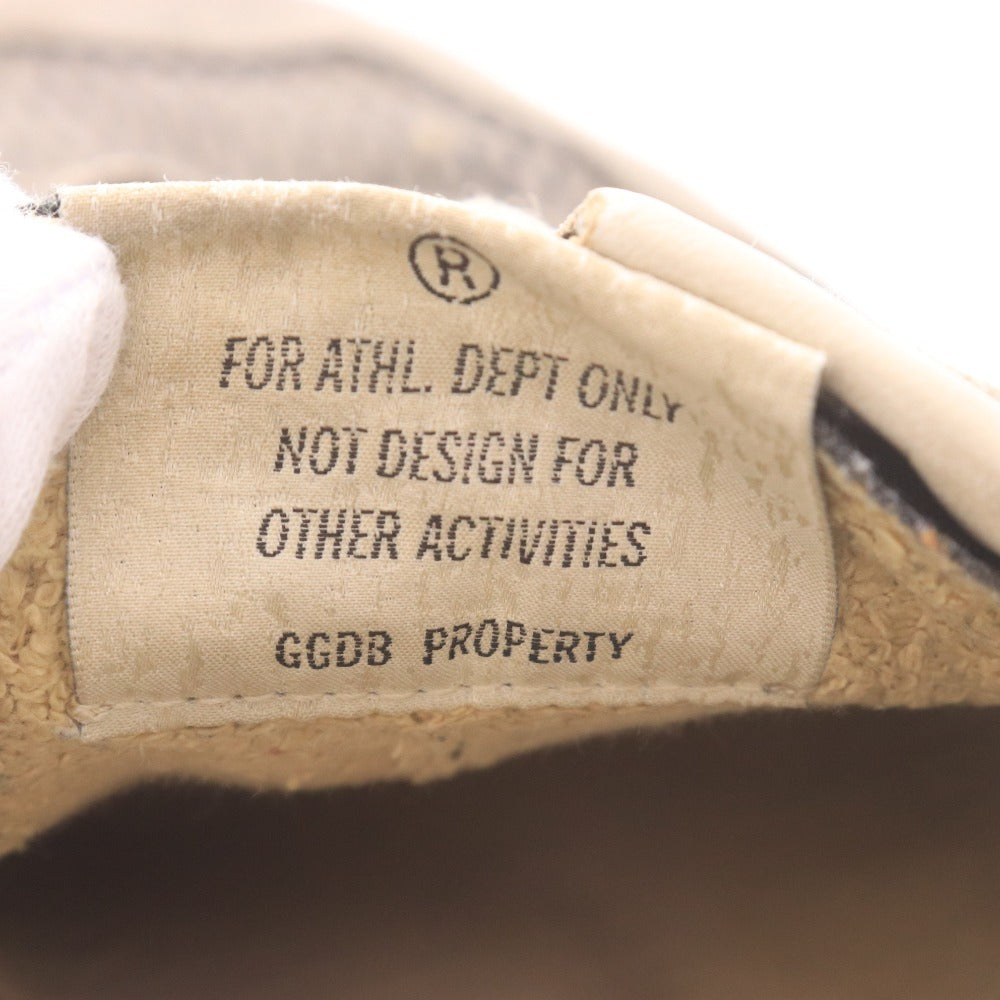 ®
FOR ATHL. DEPT ONLY
NOT DESIGN FOR
OTHER ACTIVITIES
GGDB PROPERTY